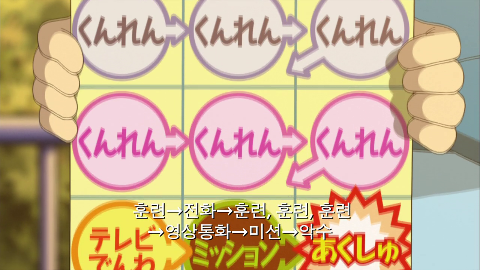 くんれん くんれん くんれん
くんれん くんれん くんれん
テレビ
でんわ
ミッション
あくしゅ
훈련→전화→훈련, 훈련, 훈련
→영상통화→미션→악수